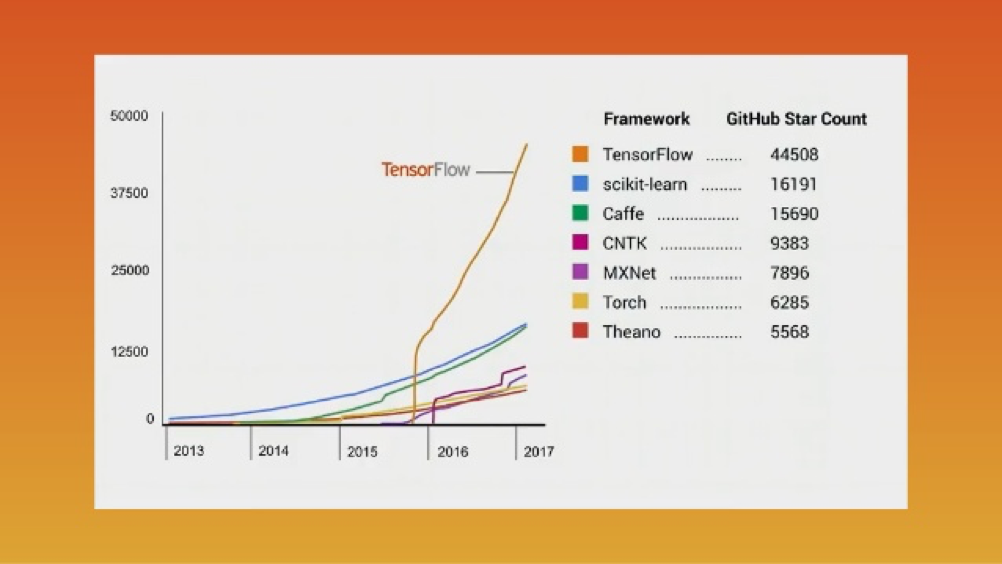 50000
37500
25000
12500
0
TensorFlow
2013 2014 2015 2016 2017
Framework GitHub Star Count
TensorFlow ........ 44508
scikit-learn ......... 16191
Caffe .................. 15690
CNTK .................. 9383
MXNet ................ 7896
Torch .................. 6285
Theano ............... 5568